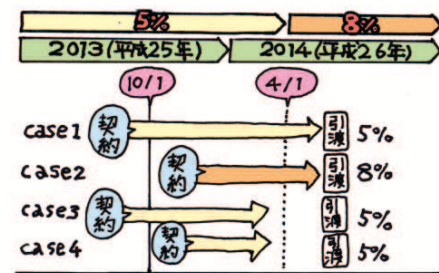 5% 8%
2013(平成25年) 2014(平成26年)
10/1 4/1
case1 契約 引渡 5%
case2 契約 引渡 8%
case3 契約 引渡 5%
case4 契約 引渡 5%